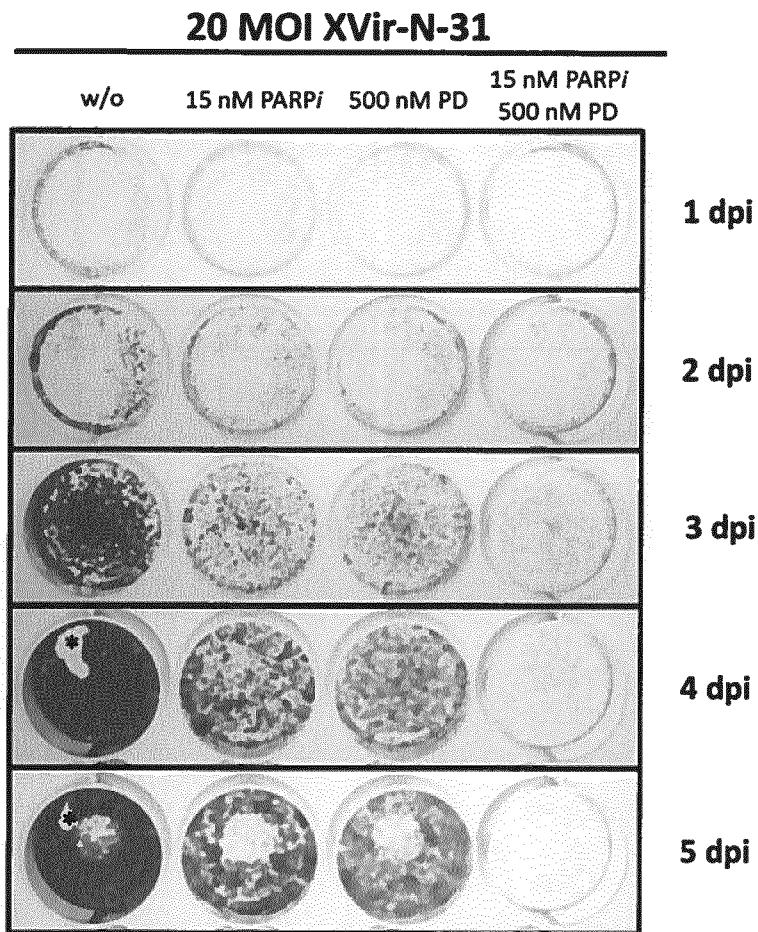 20 MOI XVir-N-31
w/o
15 nM PARPi
500 nM PD
15 nM PARPi
500 nM PD
1 dpi
2 dpi
3 dpi
4 dpi
*
5 dpi
*